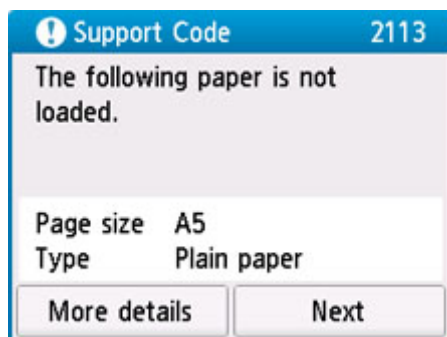 Support Code 2113
The following paper is not
loaded.
Page size A5
Type Plain paper
More details Next